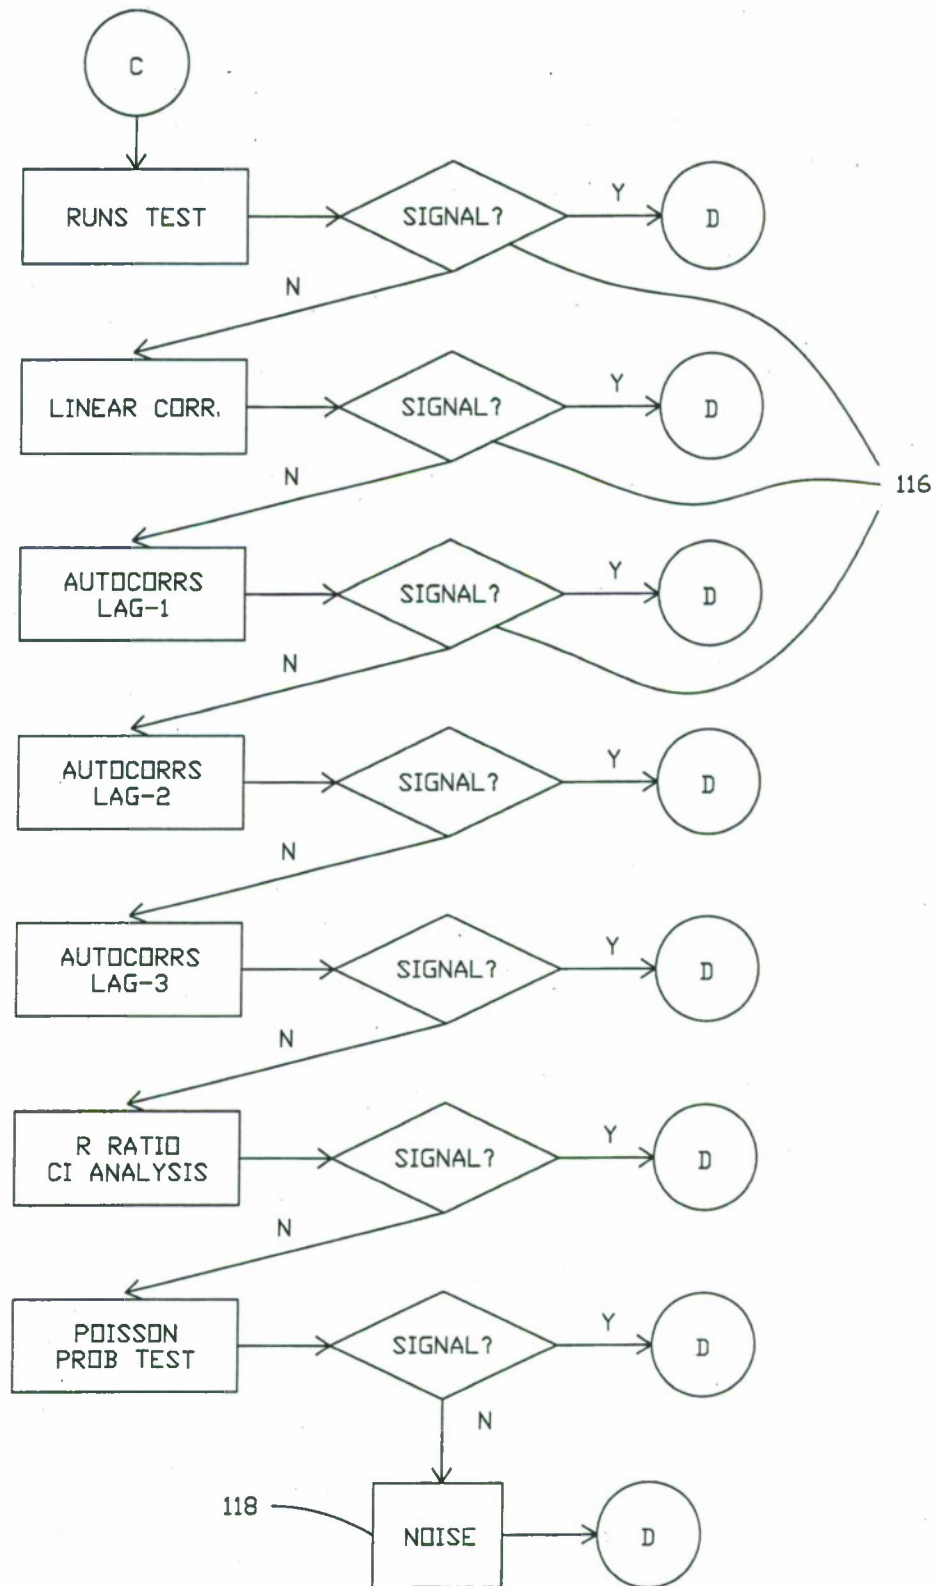 C
RUNS TEST
SIGNAL?
Y
D
N
LINEAR CORR.
SIGNAL?
Y
D
116
N
AUTOCORRS
LAG-1
SIGNAL?
Y
D
N
AUTOCORRS
LAG-2
SIGNAL?
Y
D
N
AUTOCORRS
LAG-3
SIGNAL?
Y
D
N
R RATIO
CI ANALYSIS
SIGNAL?
Y
D
N
POISSON
PROB TEST
SIGNAL?
Y
D
N
118
NOISE
D